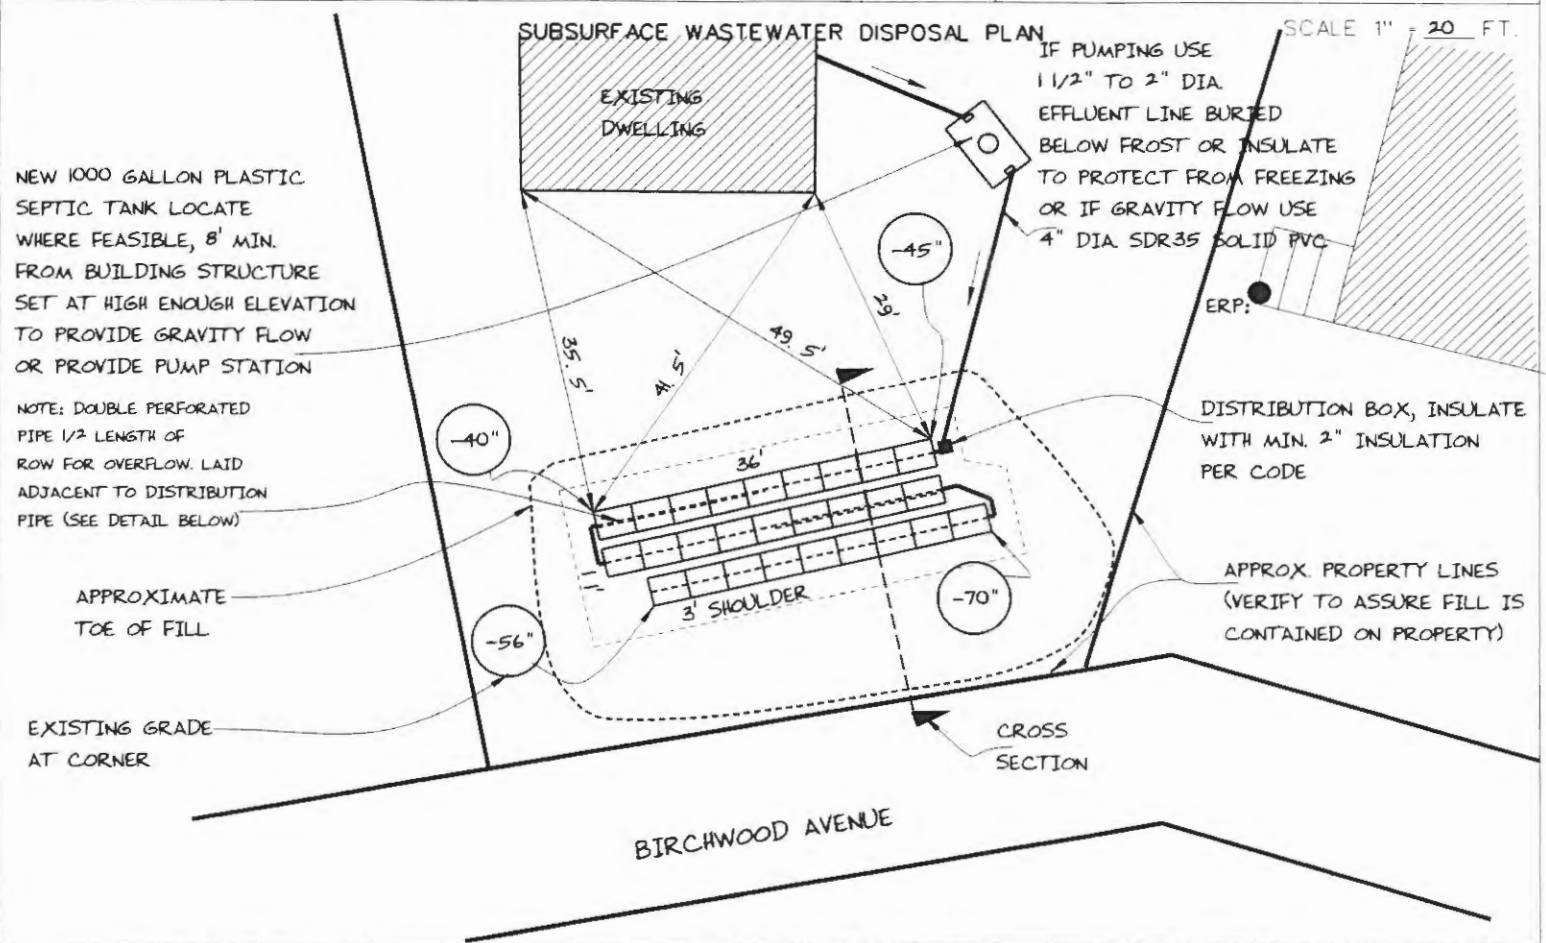 SUBSURFACE WASTEWATER DISPOSAL PLAN
SCALE 1" = 20 FT.
EXISTING
DWELLING
IF PUMPING USE
1 1/2" TO 2" DIA.
EFFLUENT LINE BURIED
BELOW FROST OR INSULATE
TO PROTECT FROM FREEZING
OR IF GRAVITY FLOW USE
4" DIA. SDR35 SOLID PVC
NEW 1000 GALLON PLASTIC
SEPTIC TANK LOCATE
WHERE FEASIBLE, 8' MIN.
FROM BUILDING STRUCTURE
SET AT HIGH ENOUGH ELEVATION
TO PROVIDE GRAVITY FLOW
OR PROVIDE PUMP STATION
-45"
ERP:
29'
49. 5'
35. 5'
41. 5'
NOTE: DOUBLE PERFORATED
PIPE 1/2 LENGTH OF
ROW FOR OVERFLOW. LAID
ADJACENT TO DISTRIBUTION
PIPE (SEE DETAIL BELOW)
-40"
36'
DISTRIBUTION BOX, INSULATE
WITH MIN. 2" INSULATION
PER CODE
APPROXIMATE
TOE OF FILL
3' SHOULDER
-70"
-56"
APPROX. PROPERTY LINES
(VERIFY TO ASSURE FILL IS
CONTAINED ON PROPERTY)
EXISTING GRADE
AT CORNER
CROSS
SECTION
BIRCHWOOD AVENUE